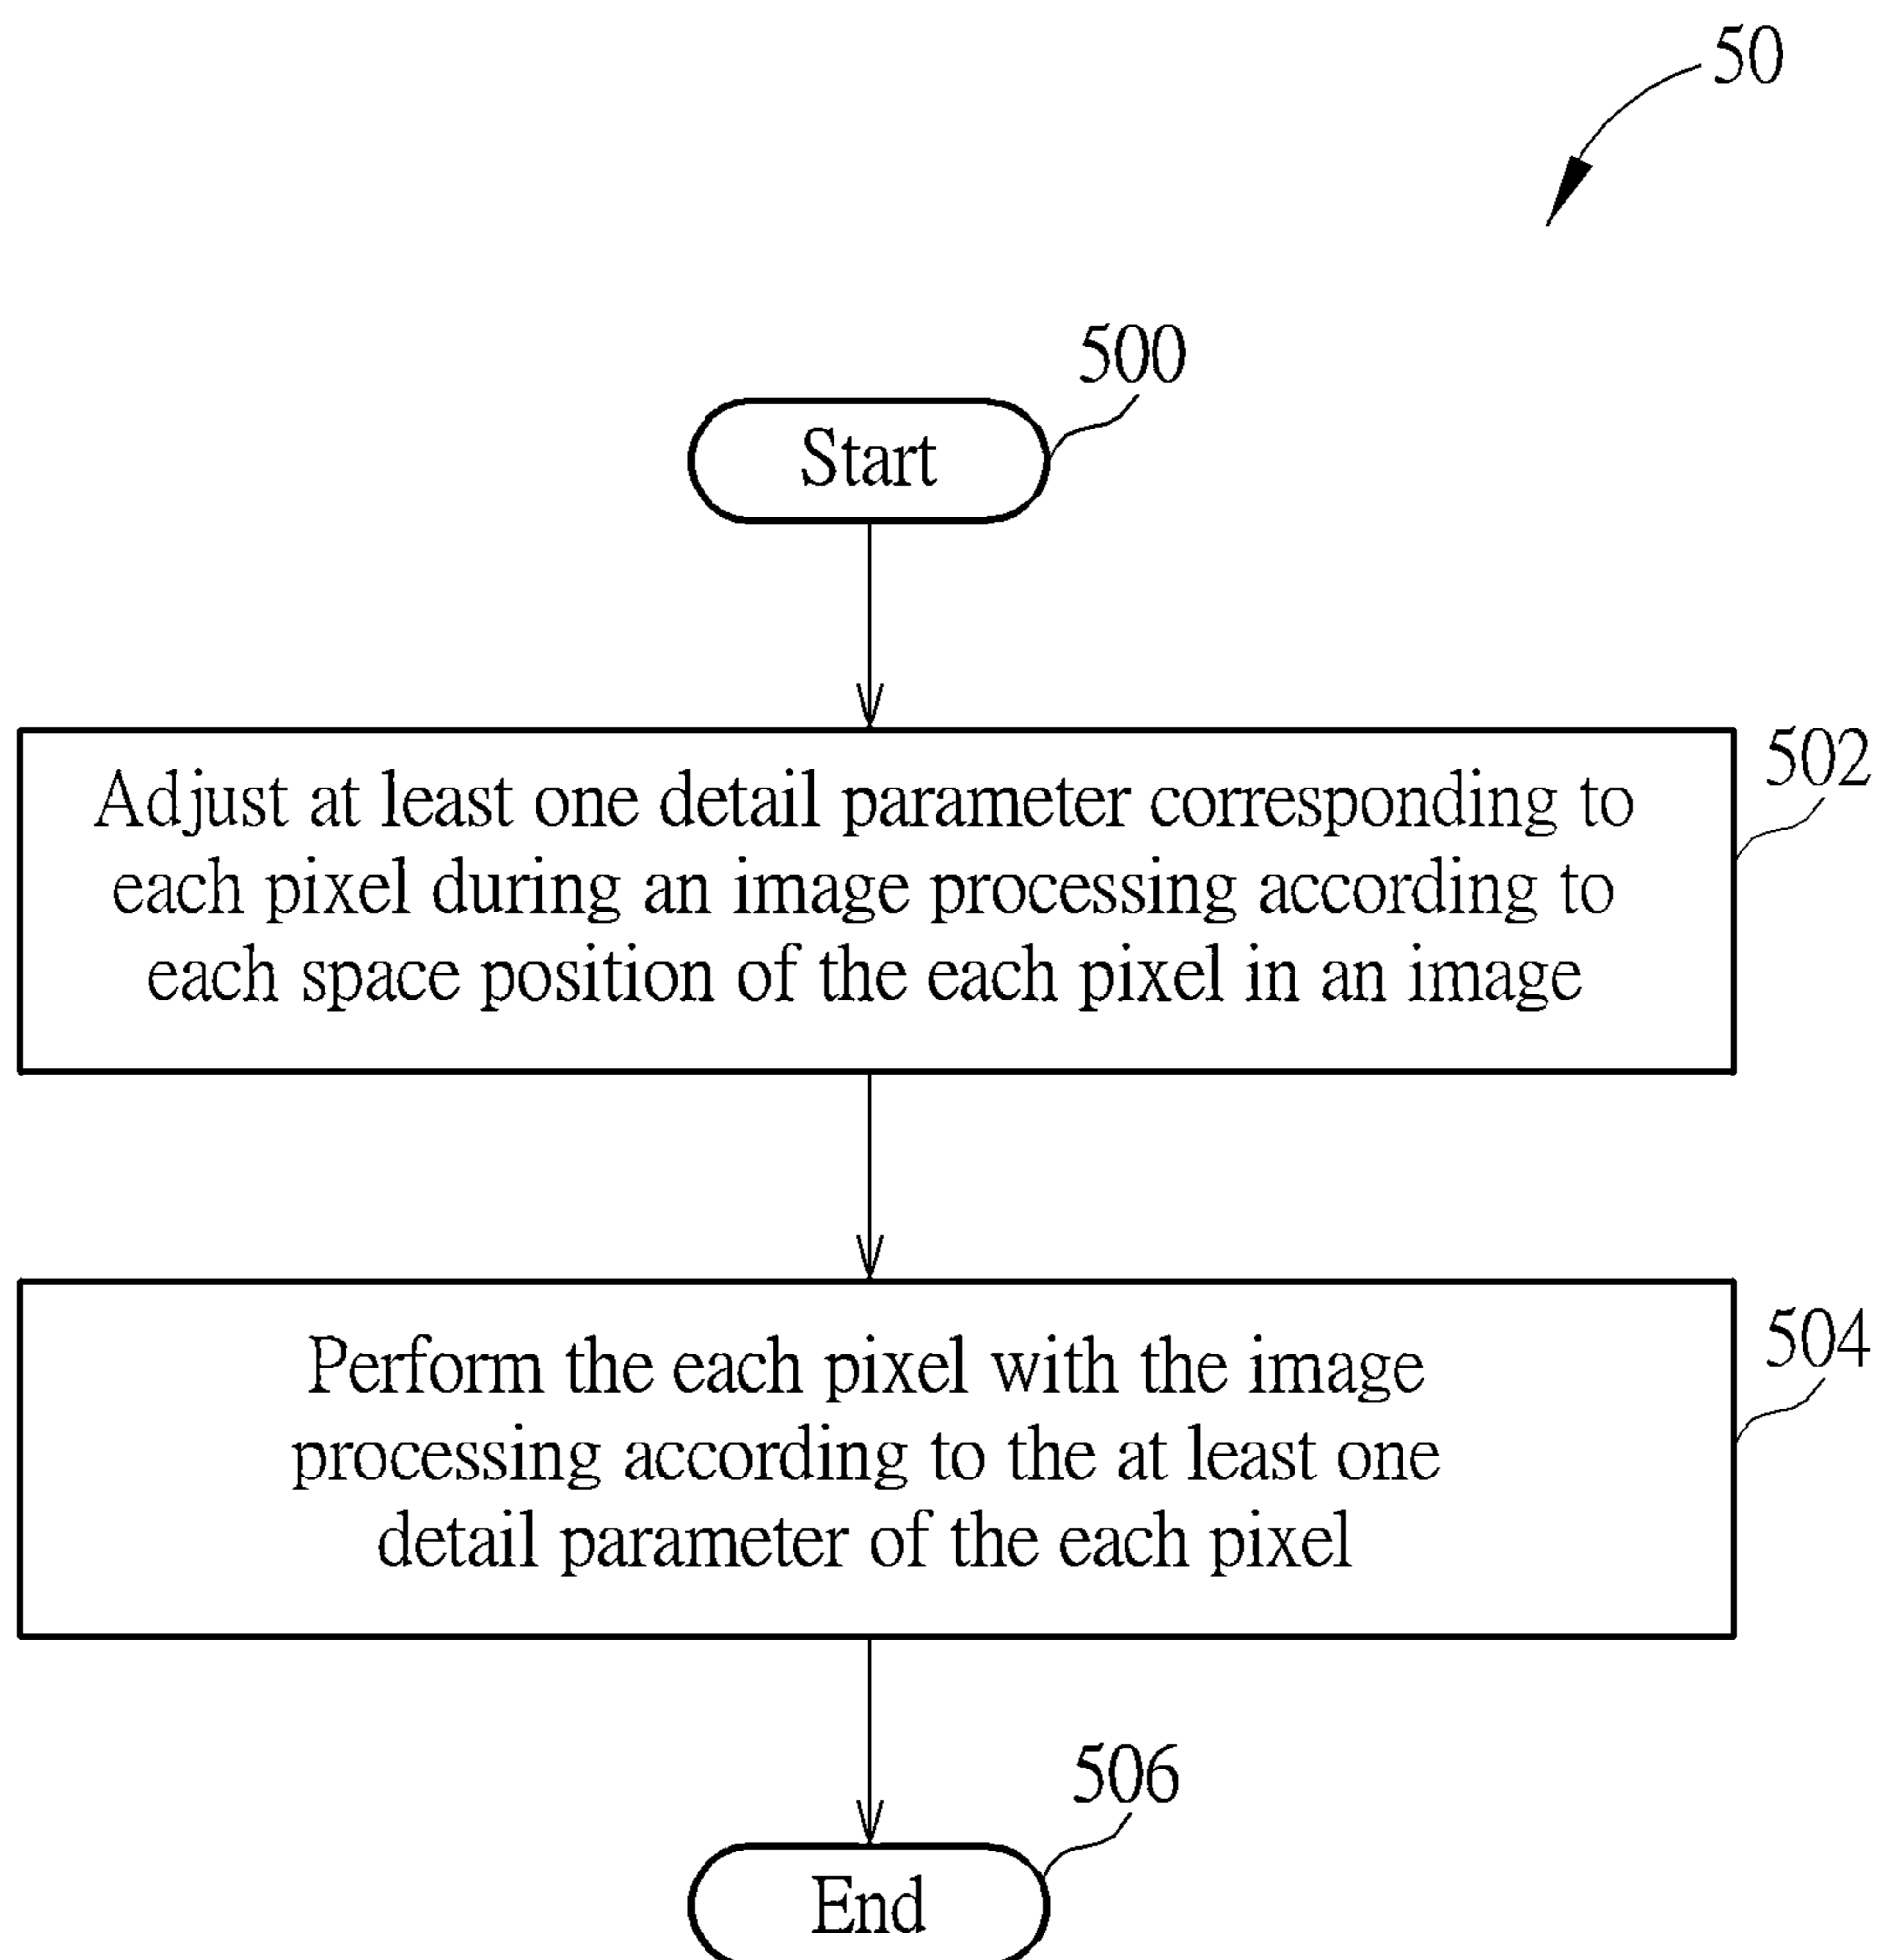 50
500
Start
502
Adjust at least one detail parameter corresponding to
each pixel during an image processing according to
each space position of the each pixel in an image
504
Perform the each pixel with the image
processing according to the at least one
detail parameter of the each pixel
506
End